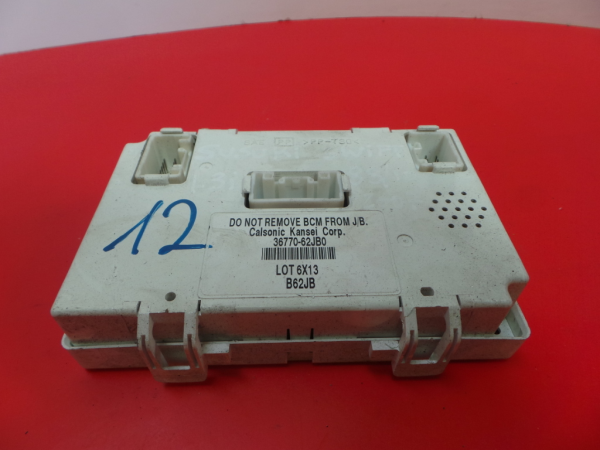 12
DO NOT REMOVE BCM FROM J/B.
Calsonic Kansei Corp.
36770-62JB0
LOT 6X13
B62JB